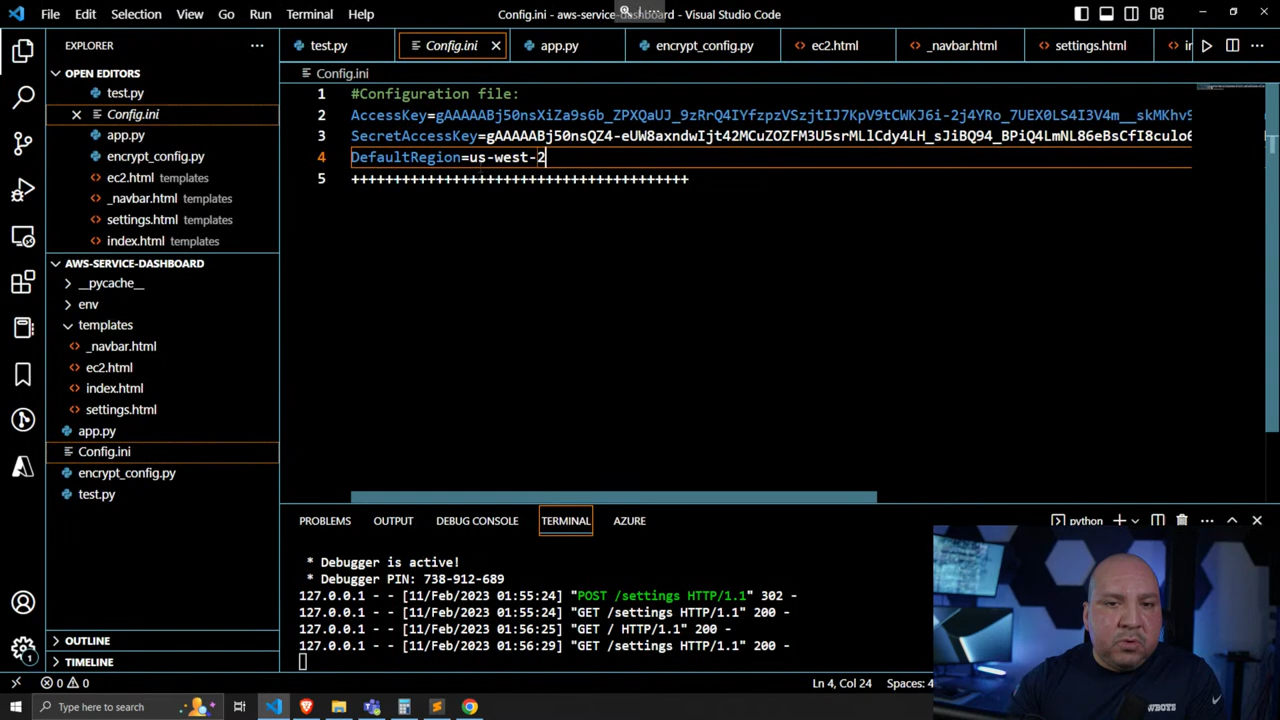 File Edit Selection View Go Run Terminal Help
Config.ini - aws-service-dashboard - Visual Studio Code
EXPLORER
OPEN EDITORS
test.py
Config.ini
app.py
encrypt_config.py
ec2.html templates
_navbar.html templates
settings.html templates
index.html templates
AWS-SERVICE-DASHBOARD
__pycache__
env
templates
_navbar.html
ec2.html
index.html
settings.html
app.py
Config.ini
encrypt_config.py
test.py
OUTLINE
TIMELINE
test.py Config.ini app.py encrypt_config.py ec2.html _navbar.html settings.html
Config.ini
1 #Configuration file:
2 AccessKey=gAAAAABj50nsXiZa9s6b_ZPXQaUJ_9zRrQ4IYfzpzVSzjtIJ7KpV9tCWKJ6i-2j4YRo_7UEX0LS4I3V4m__skMKhv9
3 SecretAccessKey=gAAAAABj50nsQZ4-eUW8axndwIjt42MCuZOZFM3U5srMLlCdy4LH_sJiBQ94_BPiQ4LmNL86eBsCfI8culo6
4 DefaultRegion=us-west-2
5 +++++++++++++++++++++++++++++++++++++++
PROBLEMS OUTPUT DEBUG CONSOLE TERMINAL AZURE
python
* Debugger is active!
* Debugger PIN: 738-912-689
127.0.0.1 - - [11/Feb/2023 01:55:24] "POST /settings HTTP/1.1" 302 -
127.0.0.1 - - [11/Feb/2023 01:55:24] "GET /settings HTTP/1.1" 200 -
127.0.0.1 - - [11/Feb/2023 01:56:25] "GET / HTTP/1.1" 200 -
127.0.0.1 - - [11/Feb/2023 01:56:29] "GET /settings HTTP/1.1" 200 -
1
0 0
Ln 4, Col 24 Spaces: 4
Type here to search